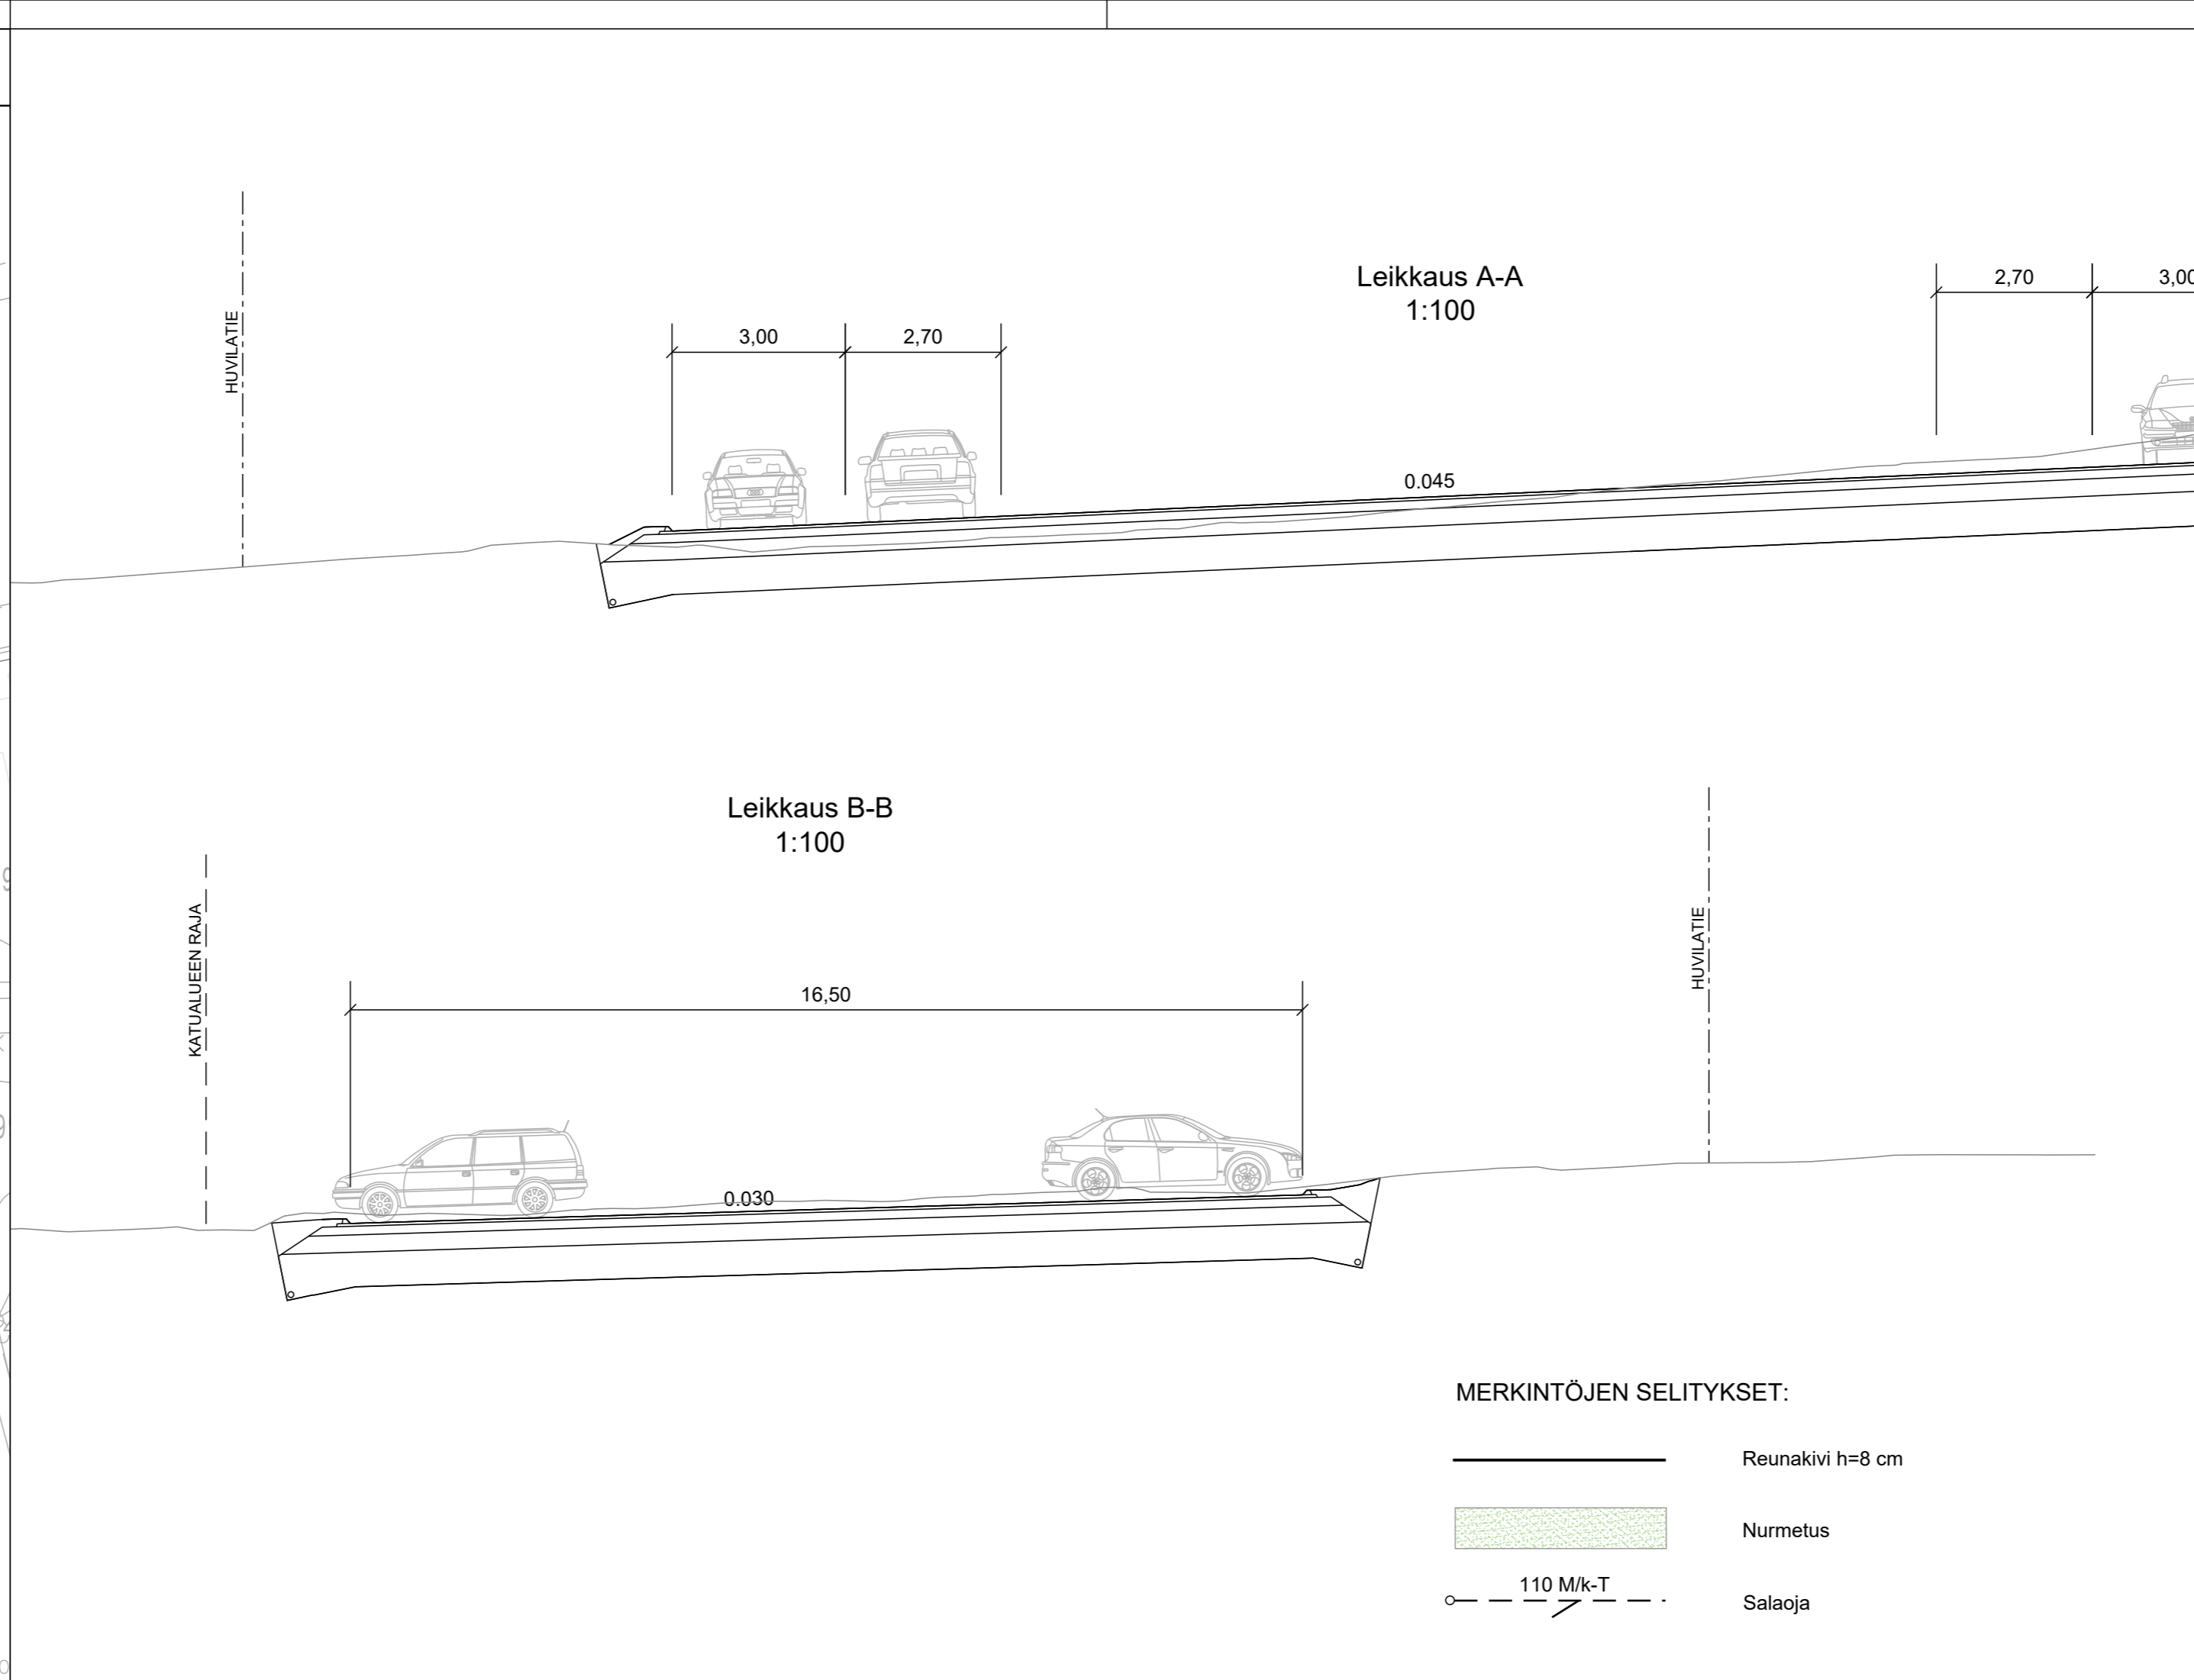 HUVILATIE
Leikkaus A-A
1:100
2,70
3,00
3,00
2,70
0.045
Leikkaus B-B
1:100
KATUALUEEN RAJA
HUVILATIE
16,50
0.030
MERKINTÖJEN SELITYKSET:
Reunakivi h=8 cm
Nurmetus
110 M/k-T
Salaoja